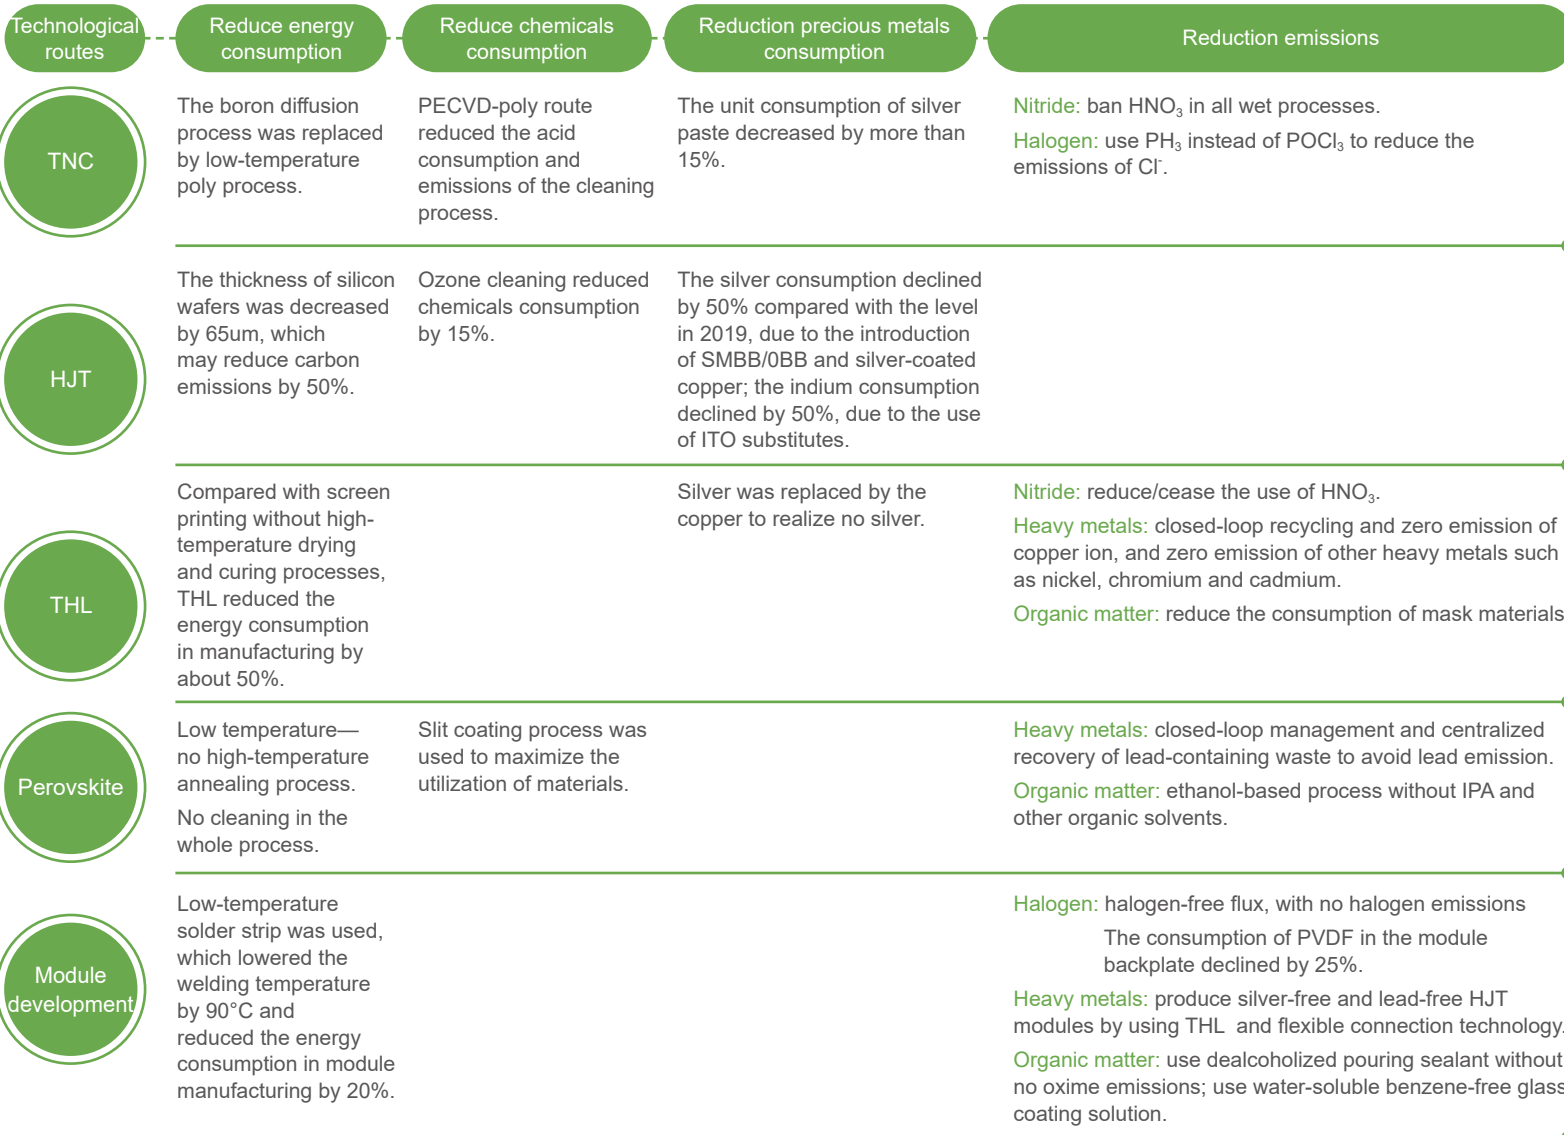 Technological
routes
Reduce energy
consumption
Reduce chemicals
consumption
Reduction precious metals
consumption
Reduction emissions
TNC
The boron diffusion
process was replaced
by low-temperature
poly process.
PECVD-poly route
reduced the acid
consumption and
emissions of the cleaning
process.
The unit consumption of silver
paste decreased by more than
15%.
Nitride: ban HNO₃ in all wet processes.
Halogen: use PH₃ instead of POCl₃ to reduce the
emissions of Cl⁻.
HJT
The thickness of silicon
wafers was decreased
by 65um, which
may reduce carbon
emissions by 50%.
Ozone cleaning reduced
chemicals consumption
by 15%.
The silver consumption declined
by 50% compared with the level
in 2019, due to the introduction
of SMBB/0BB and silver-coated
copper; the indium consumption
declined by 50%, due to the use
of ITO substitutes.
THL
Compared with screen
printing without high-
temperature drying
and curing processes,
THL reduced the
energy consumption
in manufacturing by
about 50%.
Silver was replaced by the
copper to realize no silver.
Nitride: reduce/cease the use of HNO₃.
Heavy metals: closed-loop recycling and zero emission of
copper ion, and zero emission of other heavy metals such
as nickel, chromium and cadmium.
Organic matter: reduce the consumption of mask materials
Perovskite
Low temperature—
no high-temperature
annealing process.
No cleaning in the
whole process.
Slit coating process was
used to maximize the
utilization of materials.
Heavy metals: closed-loop management and centralized
recovery of lead-containing waste to avoid lead emission.
Organic matter: ethanol-based process without IPA and
other organic solvents.
Module
development
Low-temperature
solder strip was used,
which lowered the
welding temperature
by 90°C and
reduced the energy
consumption in module
manufacturing by 20%.
Halogen: halogen-free flux, with no halogen emissions
The consumption of PVDF in the module
backplate declined by 25%.
Heavy metals: produce silver-free and lead-free HJT
modules by using THL and flexible connection technology.
Organic matter: use dealcoholized pouring sealant without
no oxime emissions; use water-soluble benzene-free glass
coating solution.